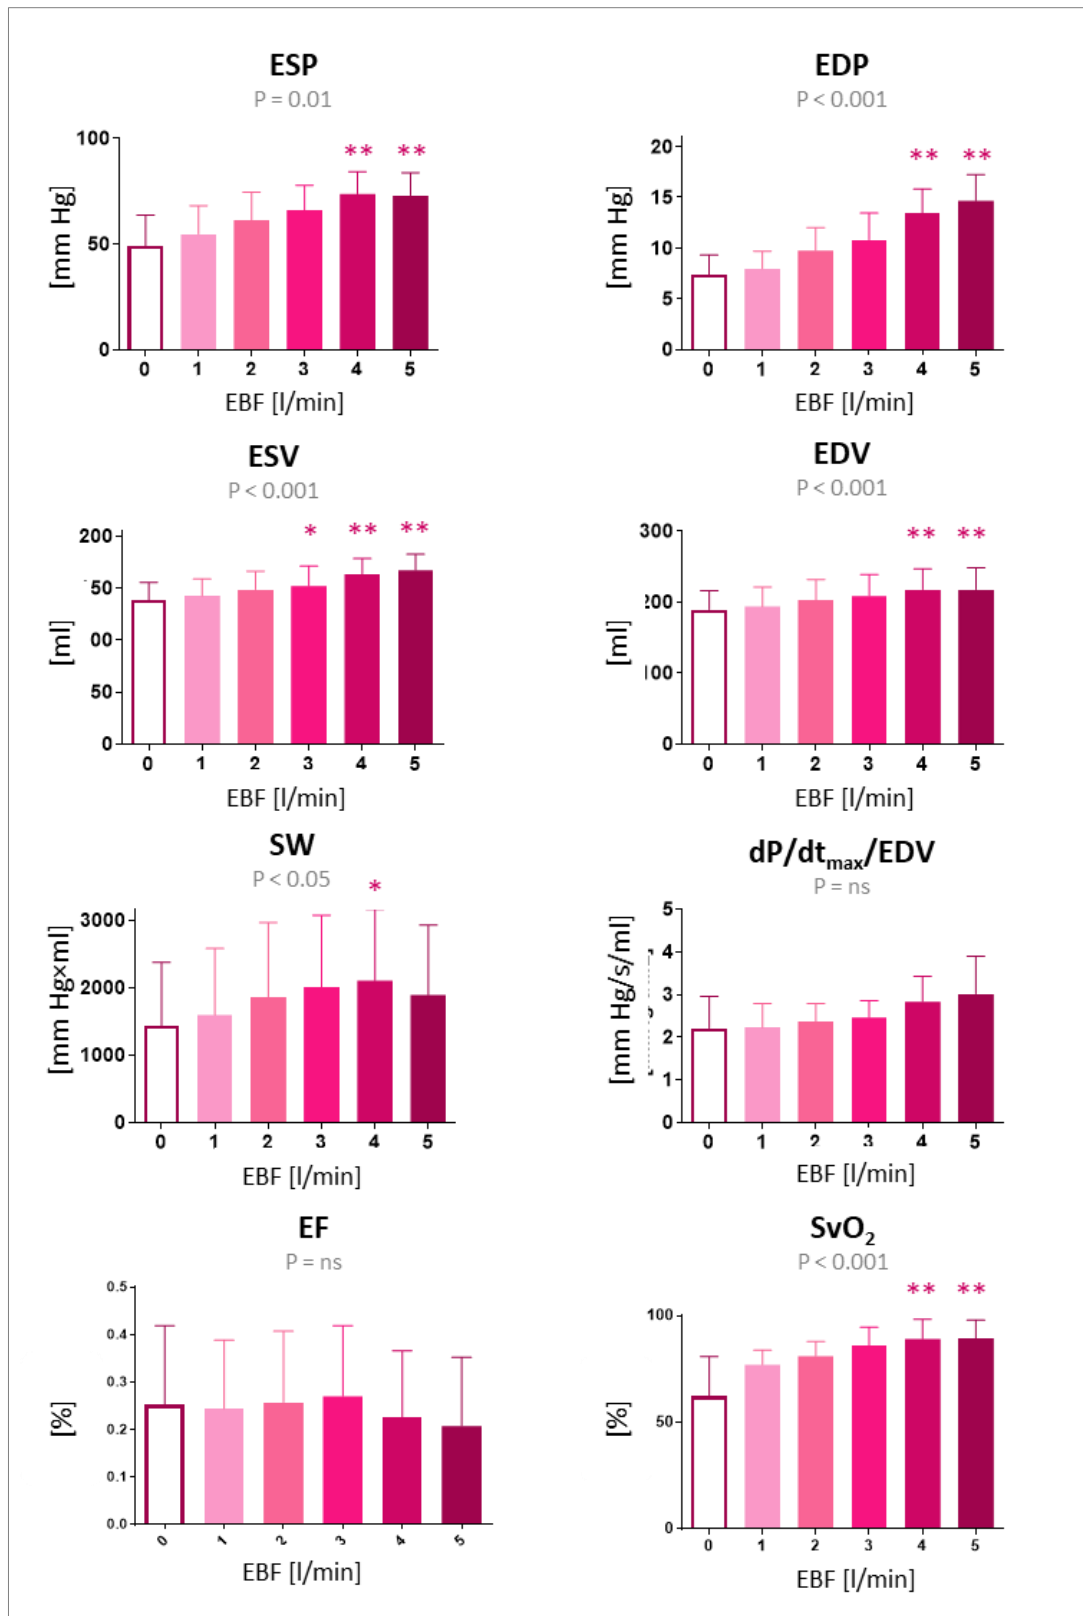 ESP
P = 0.01
**
**
100
50
0
[mm Hg]
0 1 2 3 4 5
EBF [l/min]
EDP
P < 0.001
**
**
20
15
10
5
0
[mm Hg]
0 1 2 3 4 5
EBF [l/min]
ESV
P < 0.001
*
**
**
200
50
00
50
0
[ml]
0 1 2 3 4 5
EBF [l/min]
EDV
P < 0.001
**
**
300
200
100
0
[ml]
0 1 2 3 4 5
EBF [l/min]
SW
P < 0.05
*
3000
2000
1000
0
[mm Hg×ml]
0 1 2 3 4 5
EBF [l/min]
dP/dtmax/EDV
P = ns
5
4
3
2
1
0
[mm Hg/s/ml]
0 1 2 3 4 5
EBF [l/min]
EF
P = ns
0.5
0.4
0.3
0.2
0.1
0.0
[%]
0 1 2 3 4 5
EBF [l/min]
SvO2
P < 0.001
**
**
100
50
0
[%]
0 1 2 3 4 5
EBF [l/min]